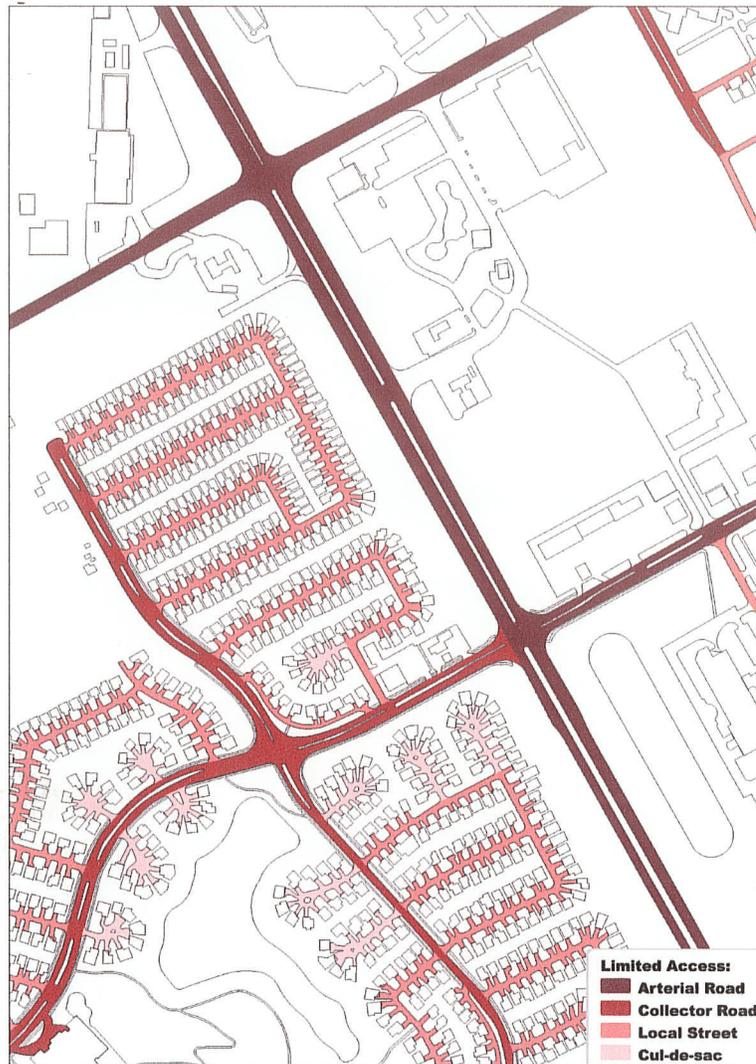 Limited Access:
Arterial Road
Collector Road
Local Street
Cul-de-sac